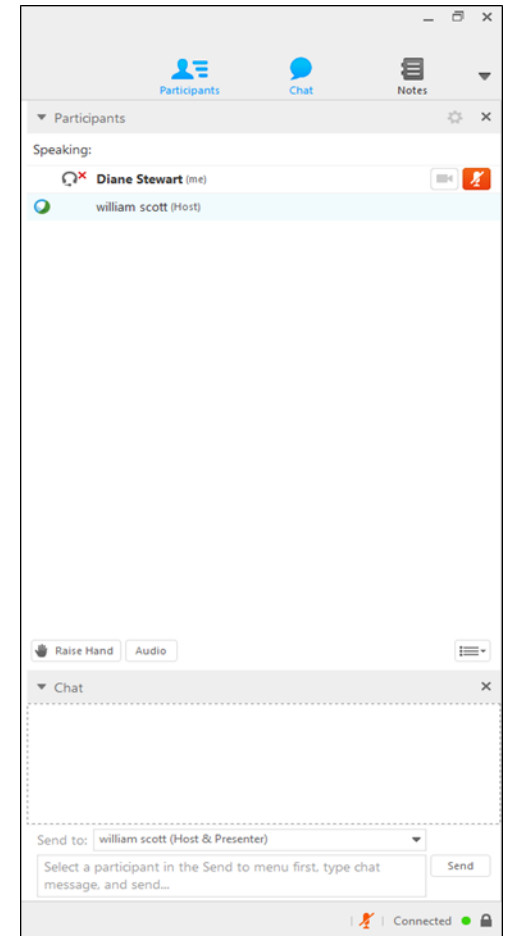 Participants Chat Notes
Participants
Speaking:
Diane Stewart (me)
william scott (Host)
Raise Hand Audio
Chat
Send to: william scott (Host & Presenter)
Select a participant in the Send to menu first, type chat
message, and send...
Send
Connected